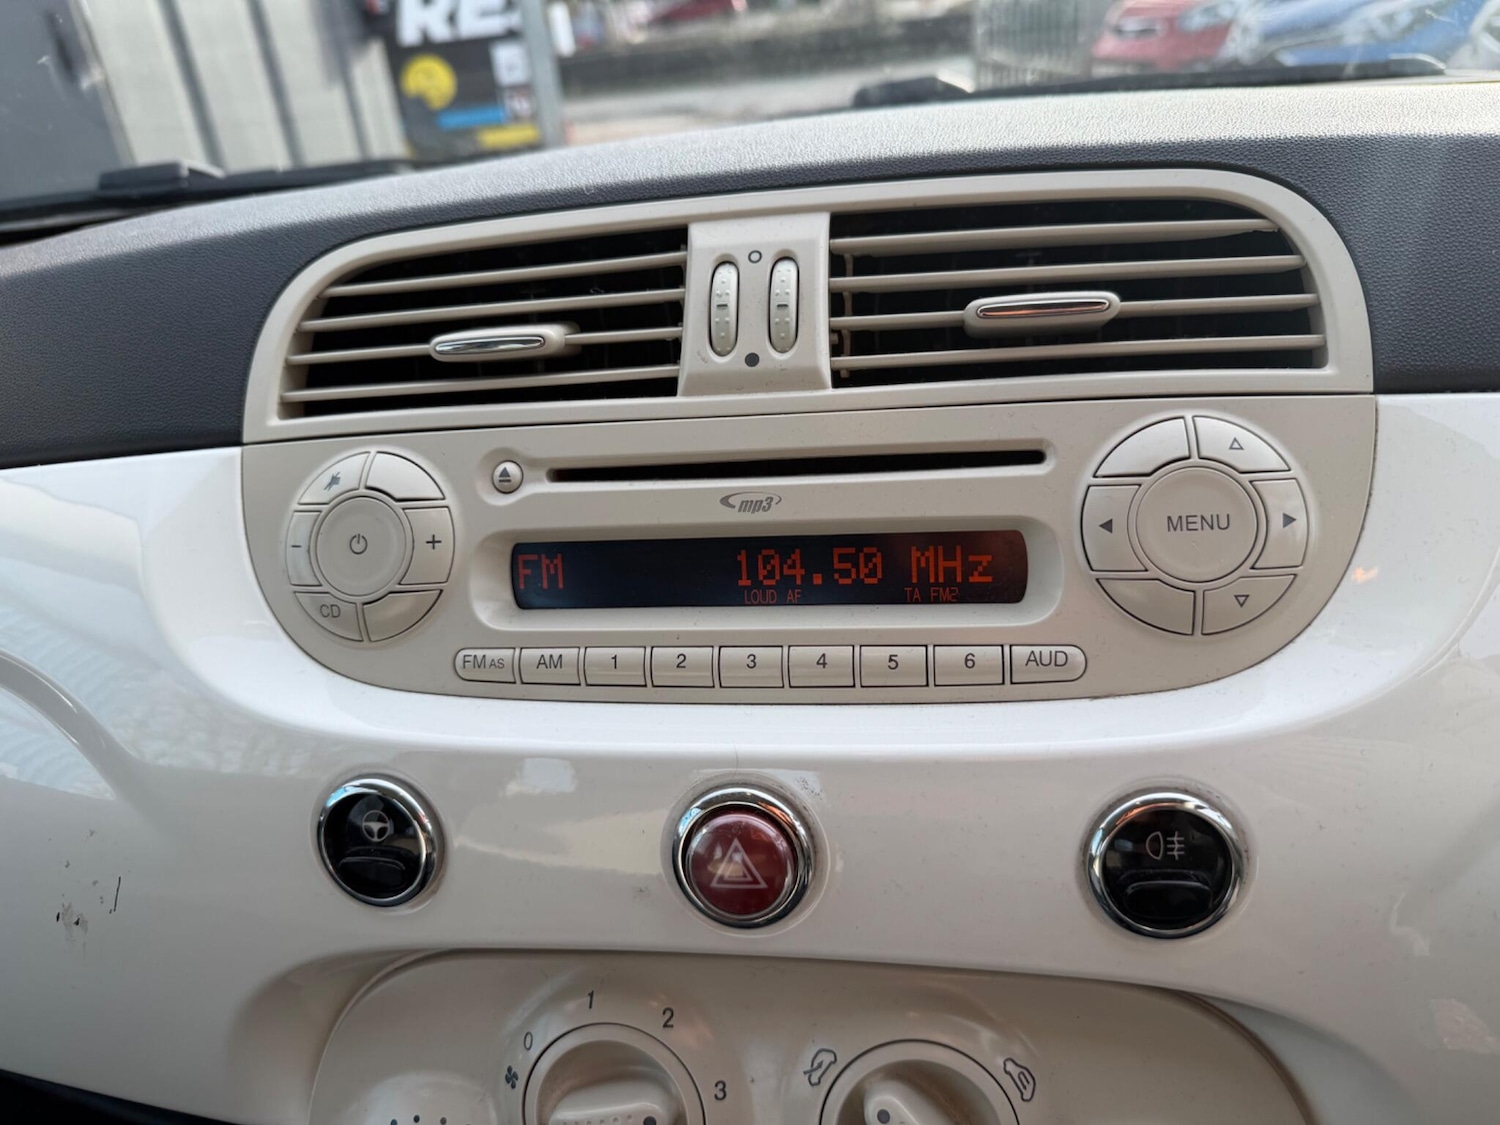 RE
mp3
MENU
CD
FM 104.50 MHz
LOUD AF TA FM2
FM AS AM 1 2 3 4 5 6 AUD
0 1 2 3